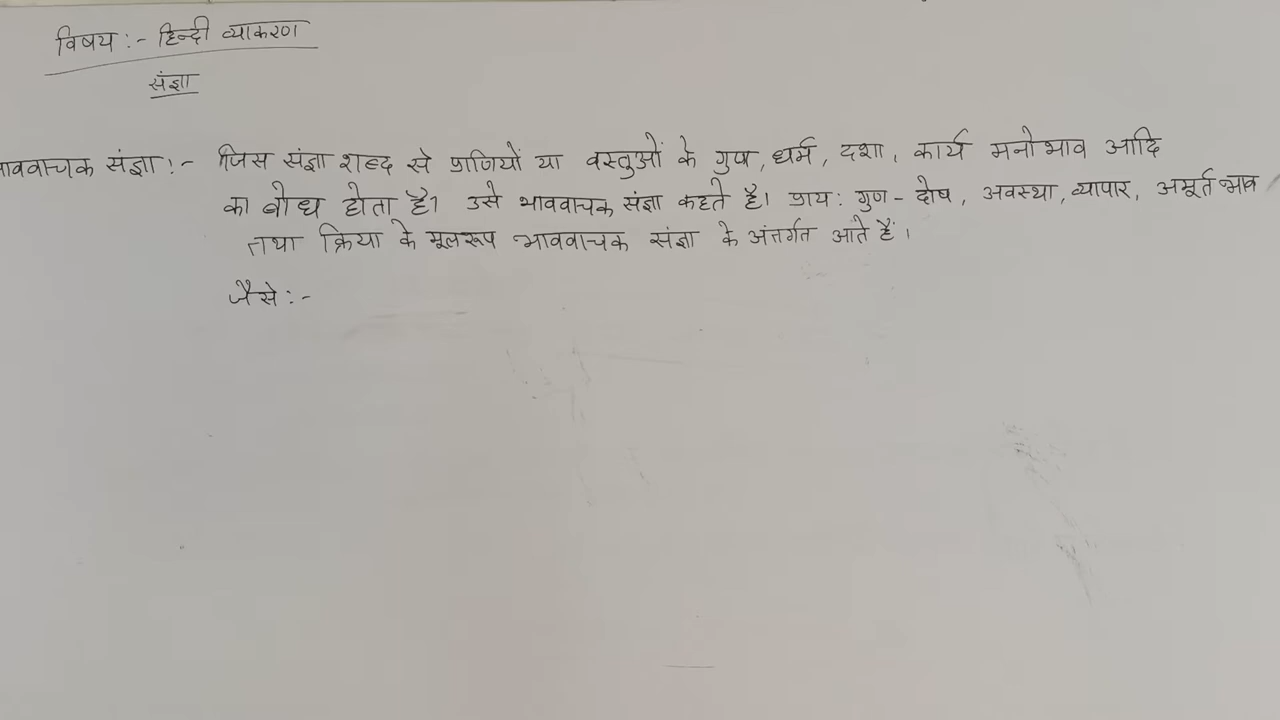 विषय :- हिन्दी व्याकरण
संज्ञा
ाववाचक संज्ञा :- जिस संज्ञा शब्द से प्राणियों या वस्तुओं के गुण, धर्म, दशा, कार्य मनोभाव आदि
का बोध होता है। उसे भाववाचक संज्ञा कहते है। प्राय: गुण - दोष, अवस्था, व्यापार, अमूर्त भाव
तथा क्रिया के मूलरूप भाववाचक संज्ञा के अंतर्गत आते हैं।
जैसे :-